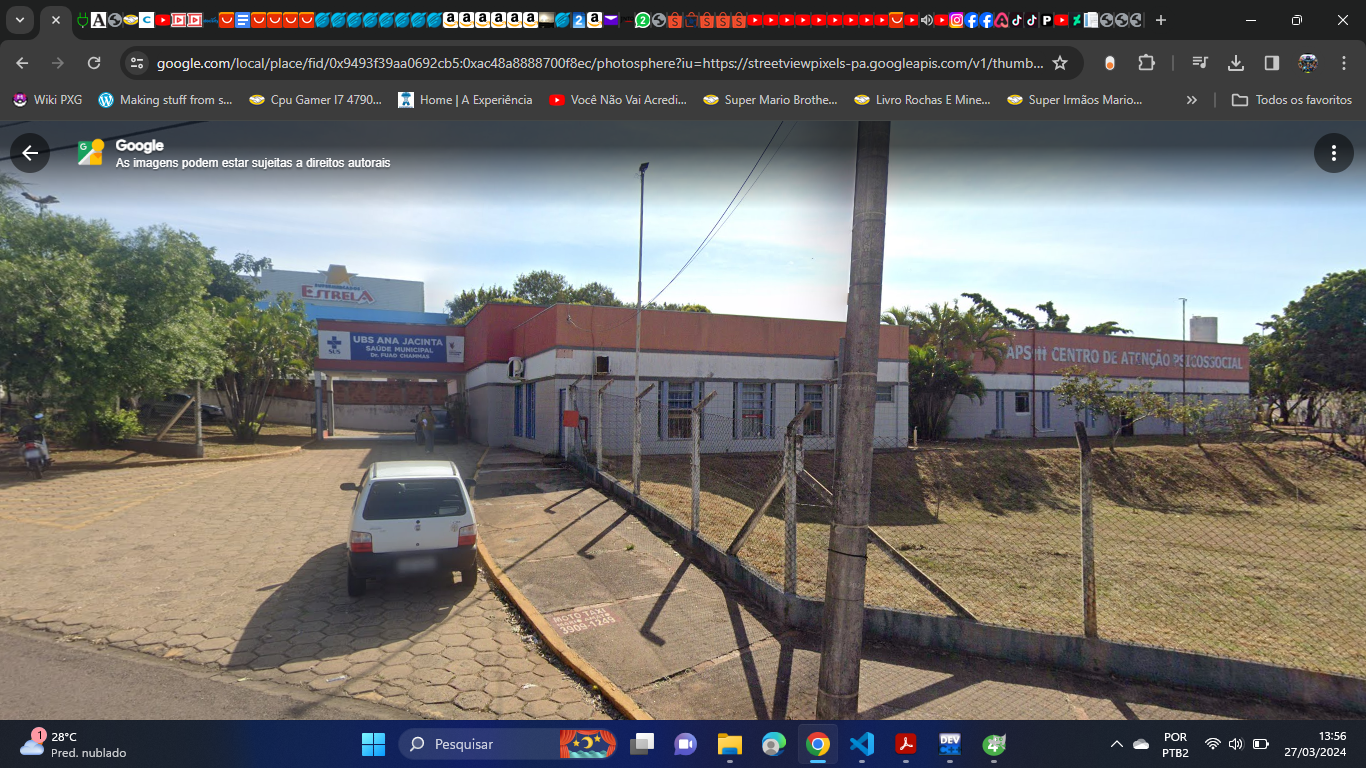 google.com/local/place/fid/0x9493f39aa0692cb5:0xac48a8888700f8ec/photosphere?iu=https://streetviewpixels-pa.googleapis.com/v1/thumb...
Wiki PXG
Making stuff from s...
Cpu Gamer I7 4790...
Home | A Experiência
Você Não Vai Acredi...
Super Mario Brothe...
Livro Rochas E Mine...
Super Irmãos Mario...
Todos os favoritos
Google
As imagens podem estar sujeitas a direitos autorais
ESTRELA
UBS ANA JACINTA
SAÚDE MUNICIPAL
Dr. FUAD CHAMMAS
SUS
APS III CENTRO DE ATENÇÃO PSICOSSOCIAL
MOTO TAXI
3909-1249
1
28°C
Pred. nublado
Pesquisar
DEV
POR
PTB2
13:56
27/03/2024